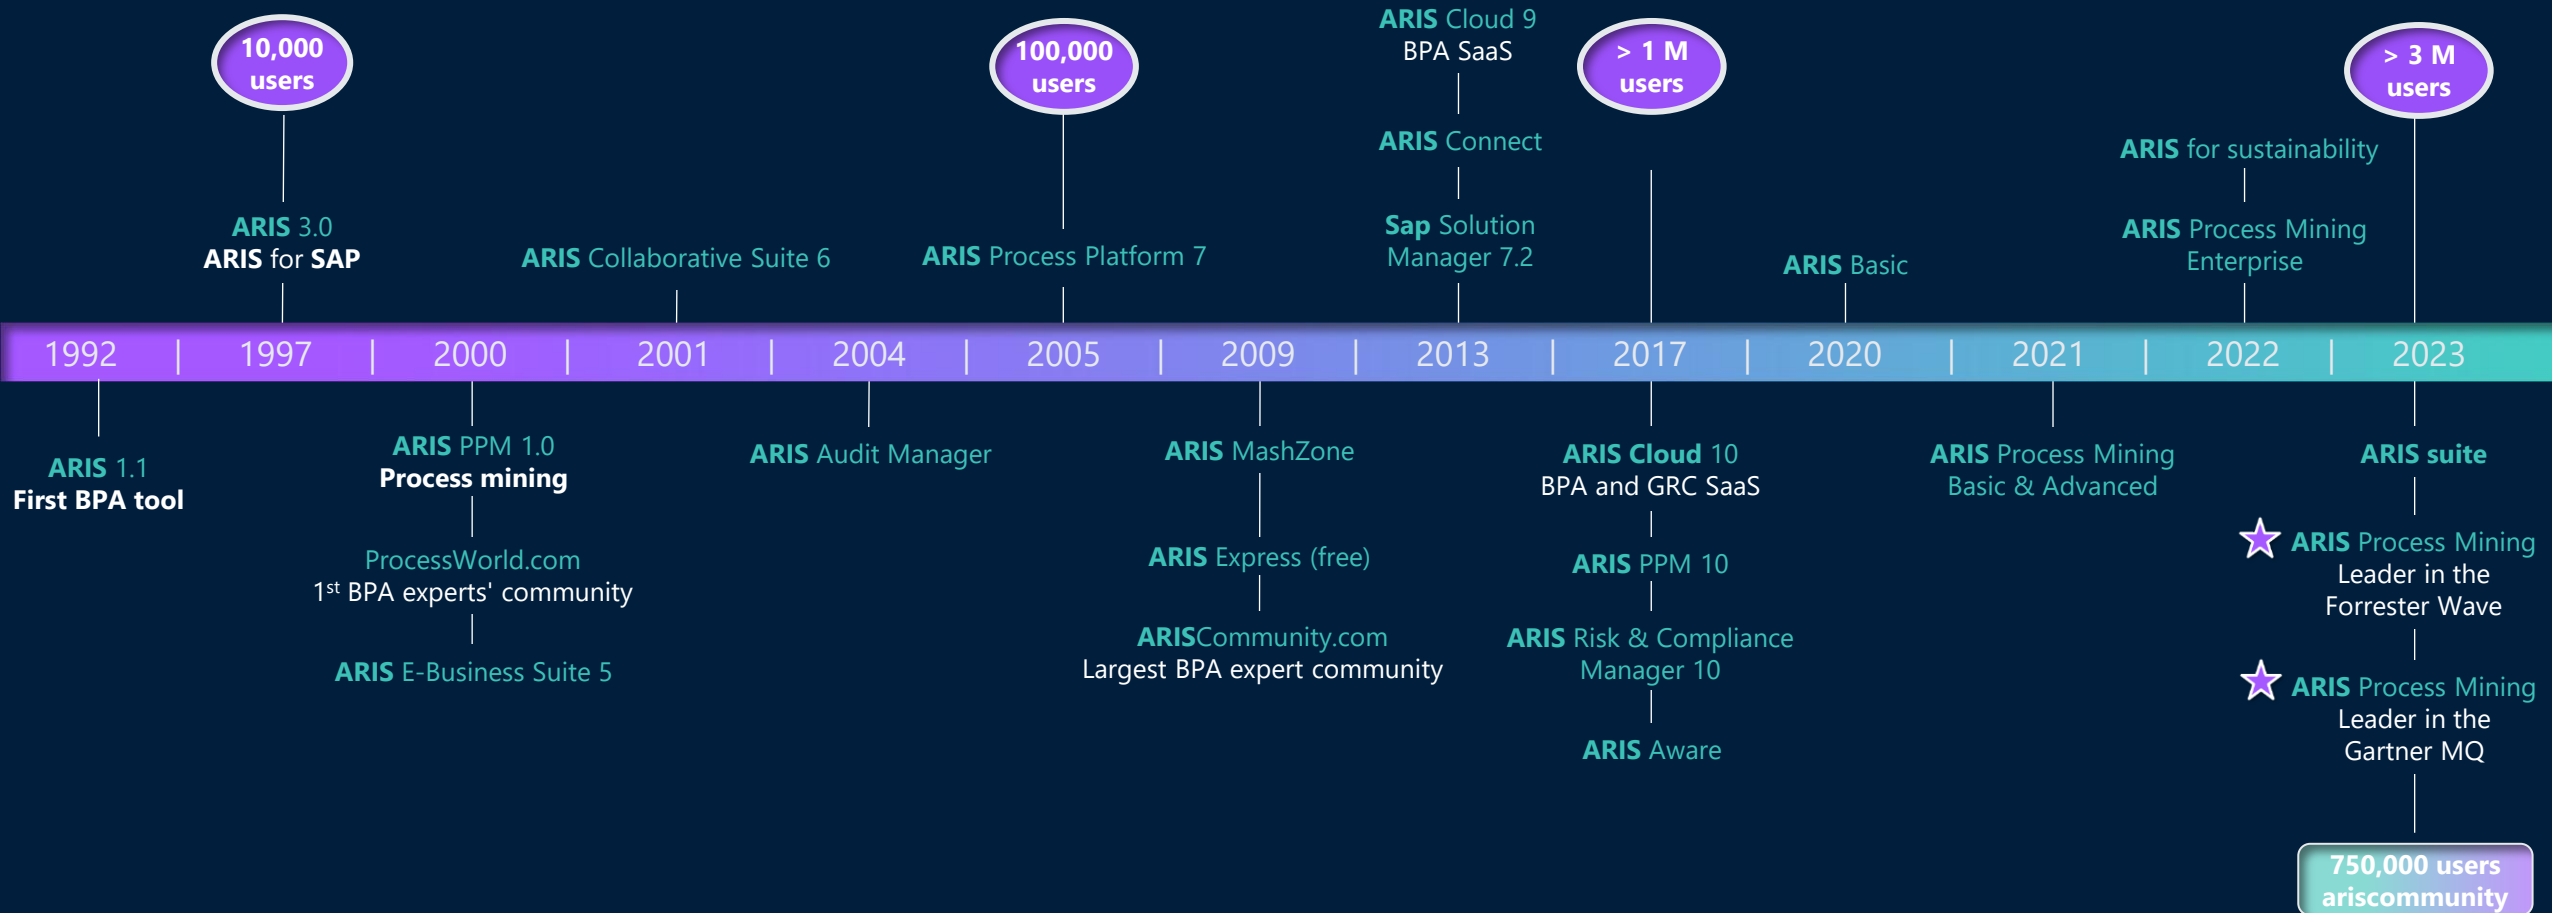 10,000
users
ARIS 3.0
ARIS for SAP
ARIS Collaborative Suite 6
100,000
users
ARIS Process Platform 7
ARIS Cloud 9
BPA SaaS
ARIS Connect
Sap Solution
Manager 7.2
> 1 M
users
ARIS Basic
ARIS for sustainability
ARIS Process Mining
Enterprise
> 3 M
users
1992 | 1997 | 2000 | 2001 | 2004 | 2005 | 2009 | 2013 | 2017 | 2020 | 2021 | 2022 | 2023
ARIS 1.1
First BPA tool
ARIS PPM 1.0
Process mining
ProcessWorld.com
1st BPA experts' community
ARIS E-Business Suite 5
ARIS Audit Manager
ARIS MashZone
ARIS Express (free)
ARISCommunity.com
Largest BPA expert community
ARIS Cloud 10
BPA and GRC SaaS
ARIS PPM 10
ARIS Risk & Compliance
Manager 10
ARIS Aware
ARIS Process Mining
Basic & Advanced
ARIS suite
ARIS Process Mining
Leader in the
Forrester Wave
ARIS Process Mining
Leader in the
Gartner MQ
750,000 users
ariscommunity